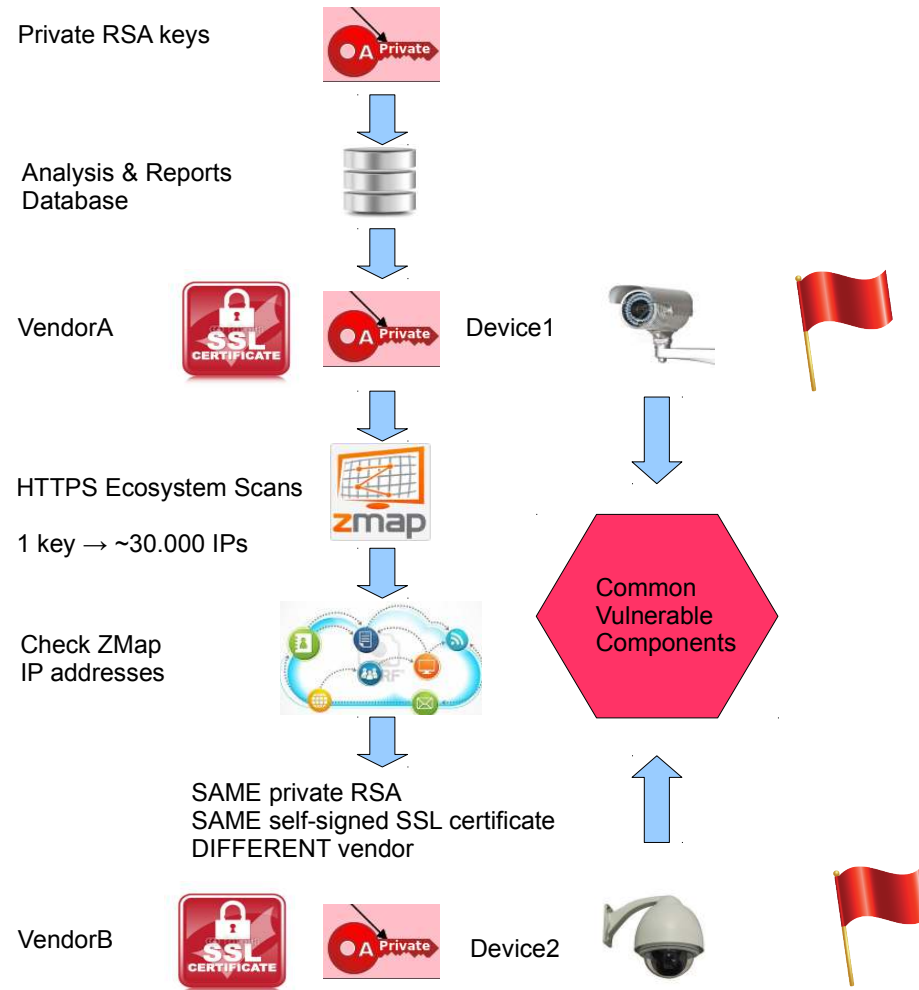 Private RSA keys
A Private
Analysis & Reports
Database
VendorA
SSL
CERTIFICATE
A Private
Device1
HTTPS Ecosystem Scans
1 key → ~30.000 IPs
zmap
Common
Vulnerable
Components
Check ZMap
IP addresses
SAME private RSA
SAME self-signed SSL certificate
DIFFERENT vendor
VendorB
SSL
CERTIFICATE
A Private
Device2